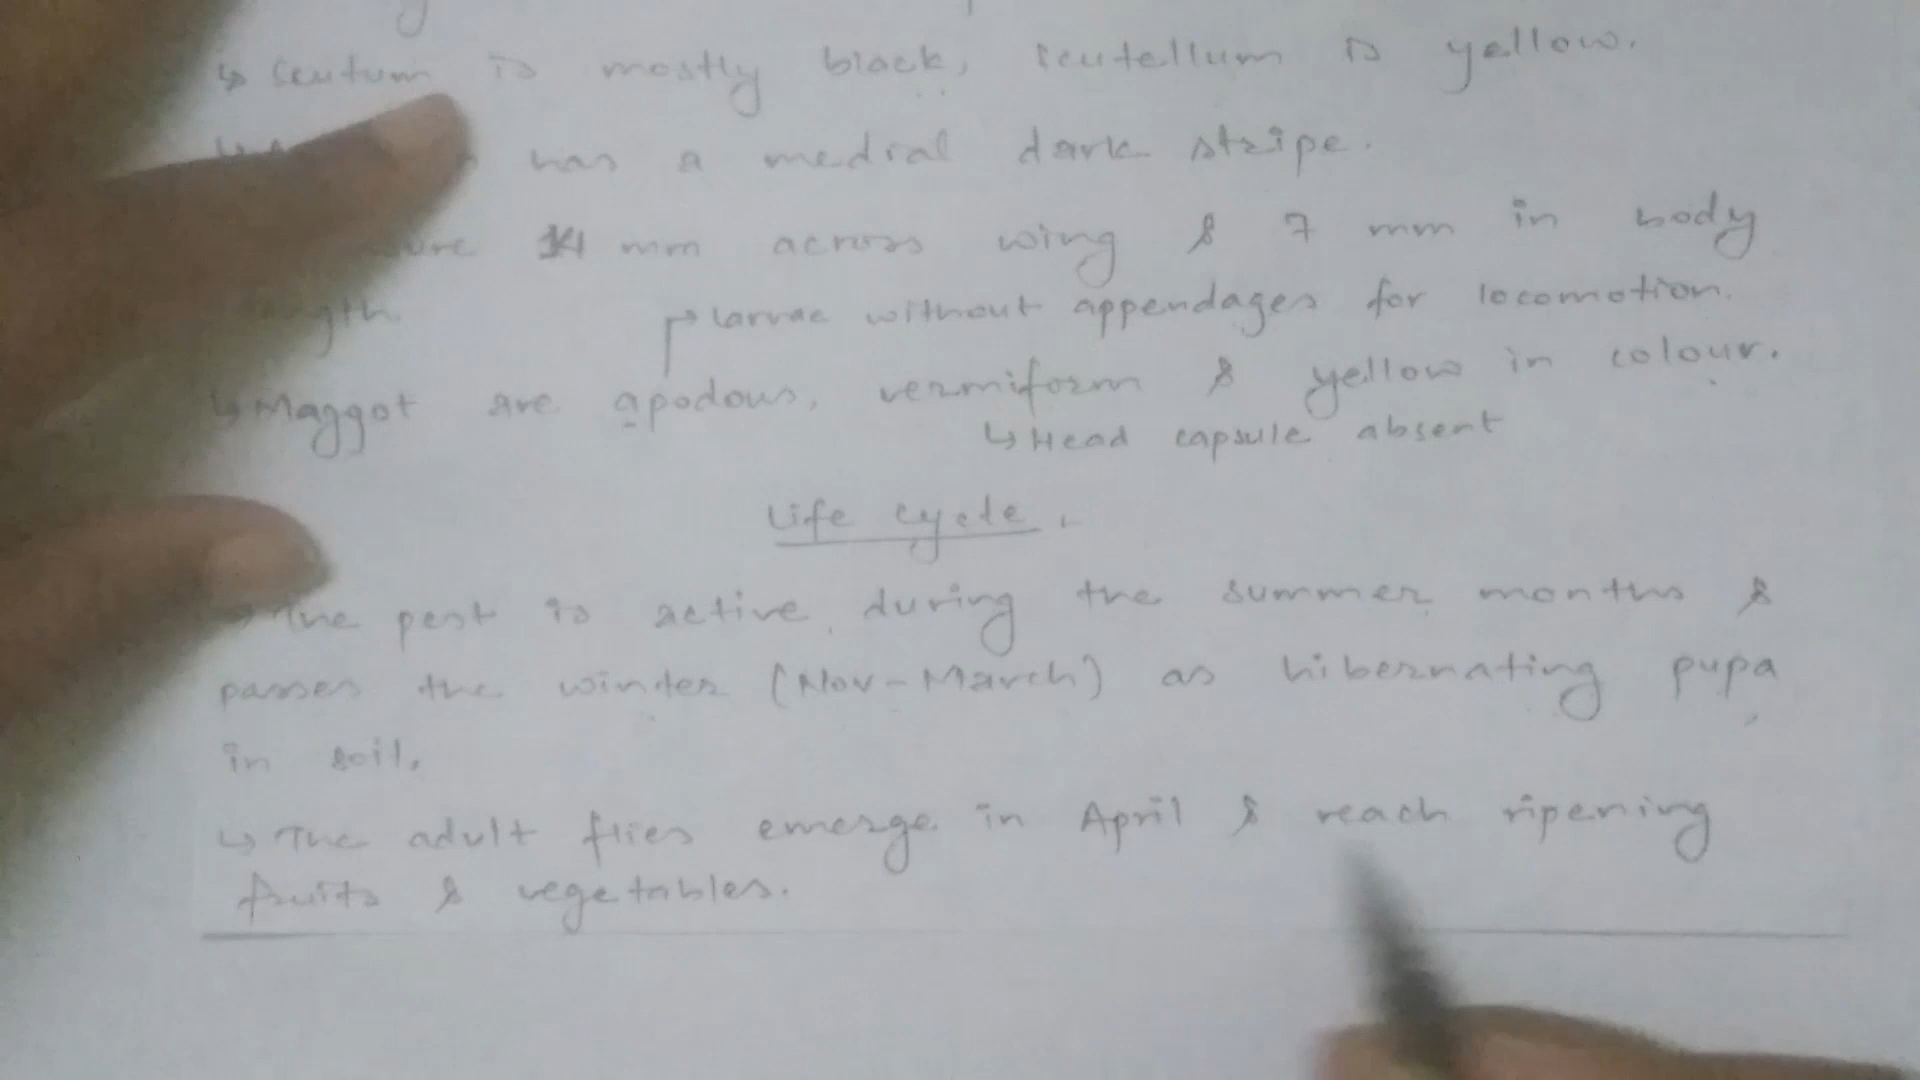 ↳ Scutum is mostly black, scutellum is yellow.
has a medial dark stripe.
14 mm across wing & 7 mm in body
↱ larvae without appendages for locomotion.
↳ Maggot are apodous, vermiform & yellow in colour.
↳ Head capsule absent
Life cycle
The pest is active during the summer months &
passes the winter (Nov-March) as hibernating pupa
in soil.
↳ The adult flies emerge in April & reach ripening
fruits & vegetables.